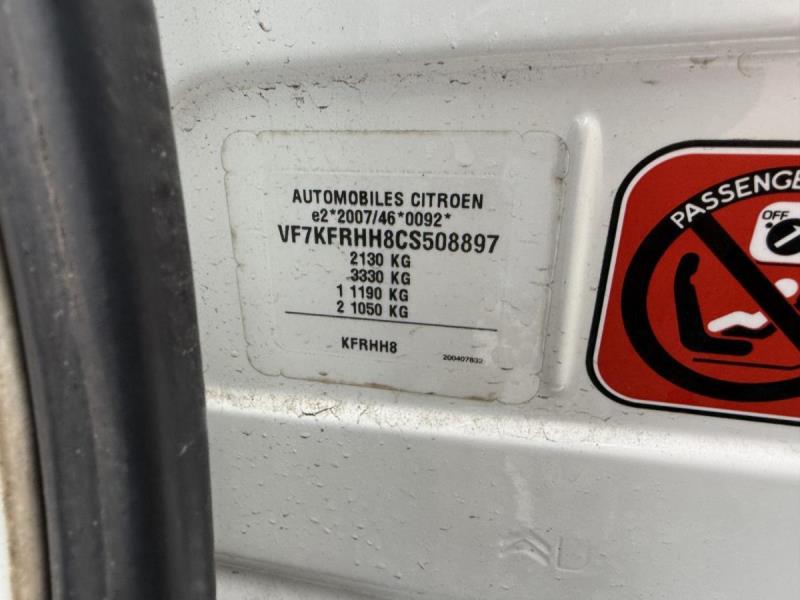 AUTOMOBILES CITROEN
e2*2007/46*0092*
VF7KFRHH8CS508897
2130 KG
3330 KG
1 1190 KG
2 1050 KG
KFRHH8
200407832
PASSENGE
OFF
U